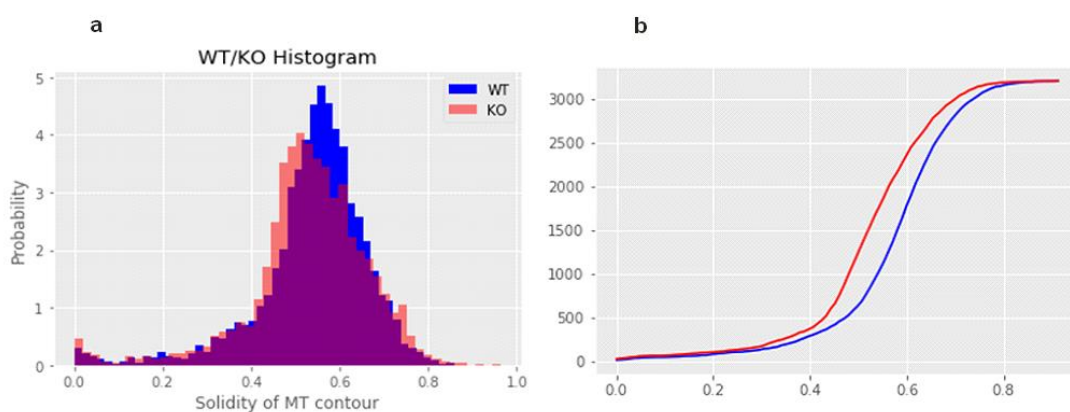 a
WT/KO Histogram
5
4
3
2
1
0
Probability
WT
KO
0.0 0.2 0.4 0.6 0.8 1.0
Solidity of MT contour
b
3000
2500
2000
1500
1000
500
0
0.0 0.2 0.4 0.6 0.8